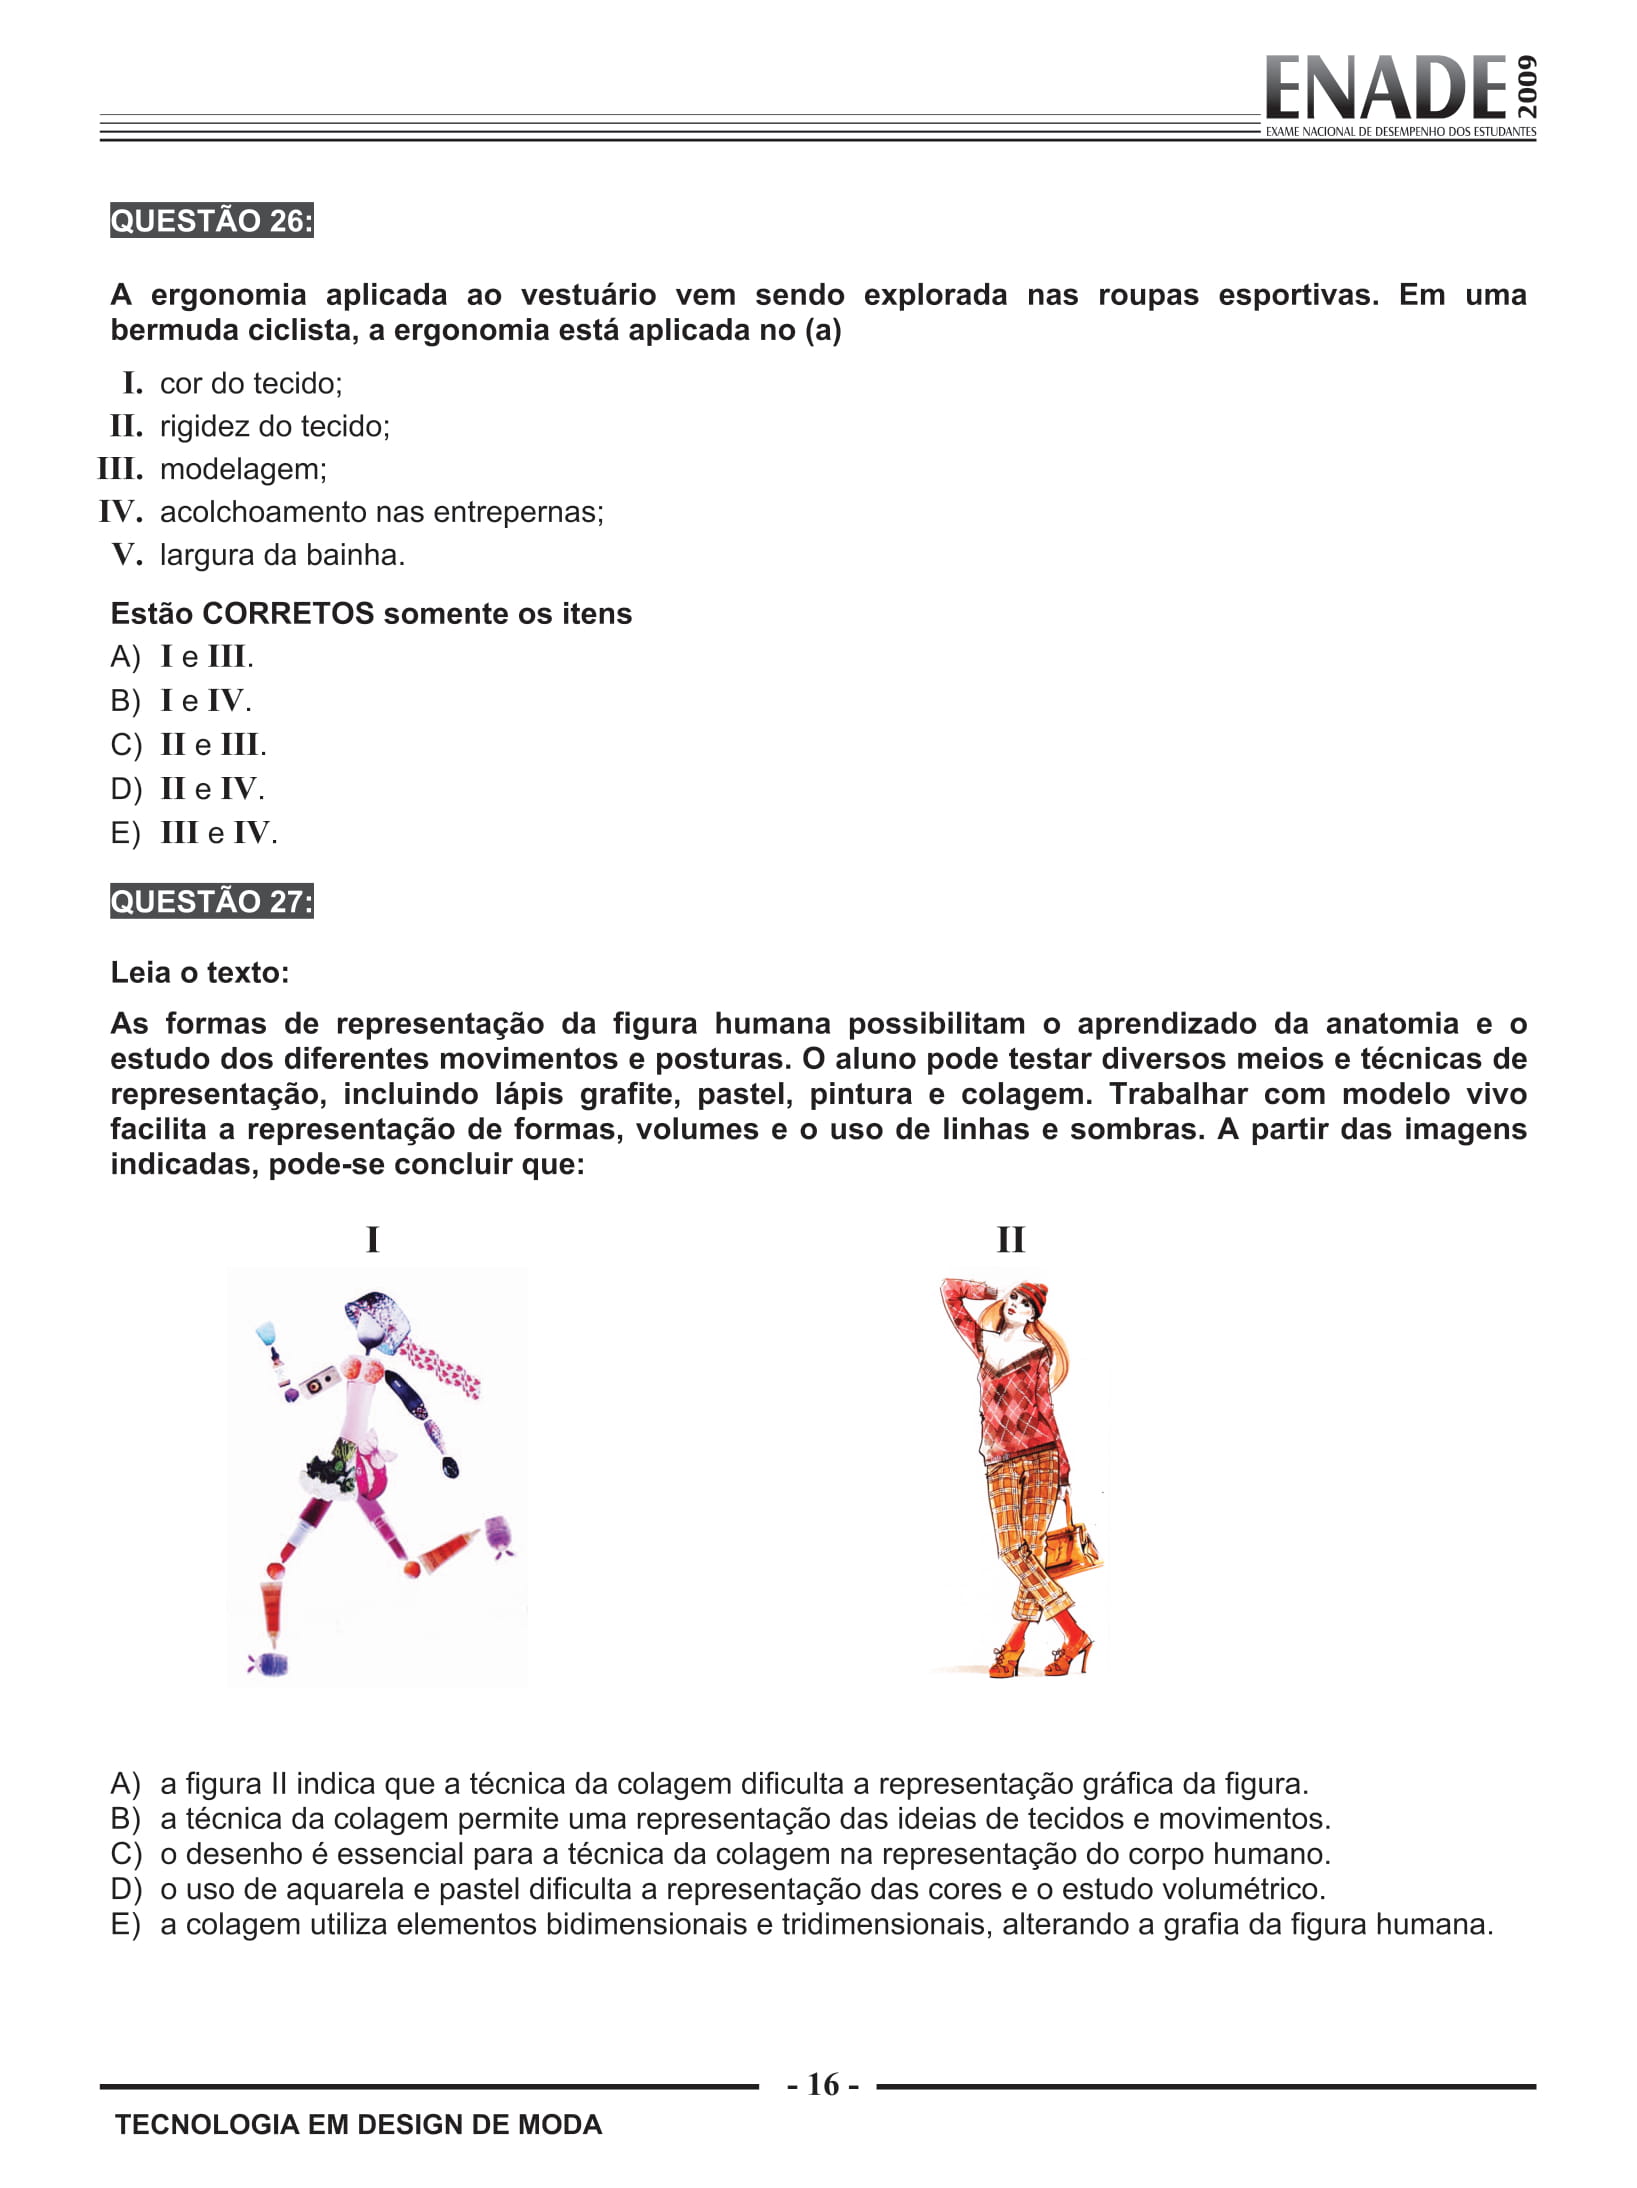 ENADE 2009
EXAME NACIONAL DE DESEMPENHO DOS ESTUDANTES
QUESTÃO 26:
A ergonomia aplicada ao vestuário vem sendo explorada nas roupas esportivas. Em uma
bermuda ciclista, a ergonomia está aplicada no (a)
I. cor do tecido;
II. rigidez do tecido;
III. modelagem;
IV. acolchoamento nas entrepernas;
V. largura da bainha.
Estão CORRETOS somente os itens
A) I e III.
B) I e IV.
C) II e III.
D) II e IV.
E) III e IV.
QUESTÃO 27:
Leia o texto:
As formas de representação da figura humana possibilitam o aprendizado da anatomia e o
estudo dos diferentes movimentos e posturas. O aluno pode testar diversos meios e técnicas de
representação, incluindo lápis grafite, pastel, pintura e colagem. Trabalhar com modelo vivo
facilita a representação de formas, volumes e o uso de linhas e sombras. A partir das imagens
indicadas, pode-se concluir que:
I II
A) a figura II indica que a técnica da colagem dificulta a representação gráfica da figura.
B) a técnica da colagem permite uma representação das ideias de tecidos e movimentos.
C) o desenho é essencial para a técnica da colagem na representação do corpo humano.
D) o uso de aquarela e pastel dificulta a representação das cores e o estudo volumétrico.
E) a colagem utiliza elementos bidimensionais e tridimensionais, alterando a grafia da figura humana.
- 16 -
TECNOLOGIA EM DESIGN DE MODA